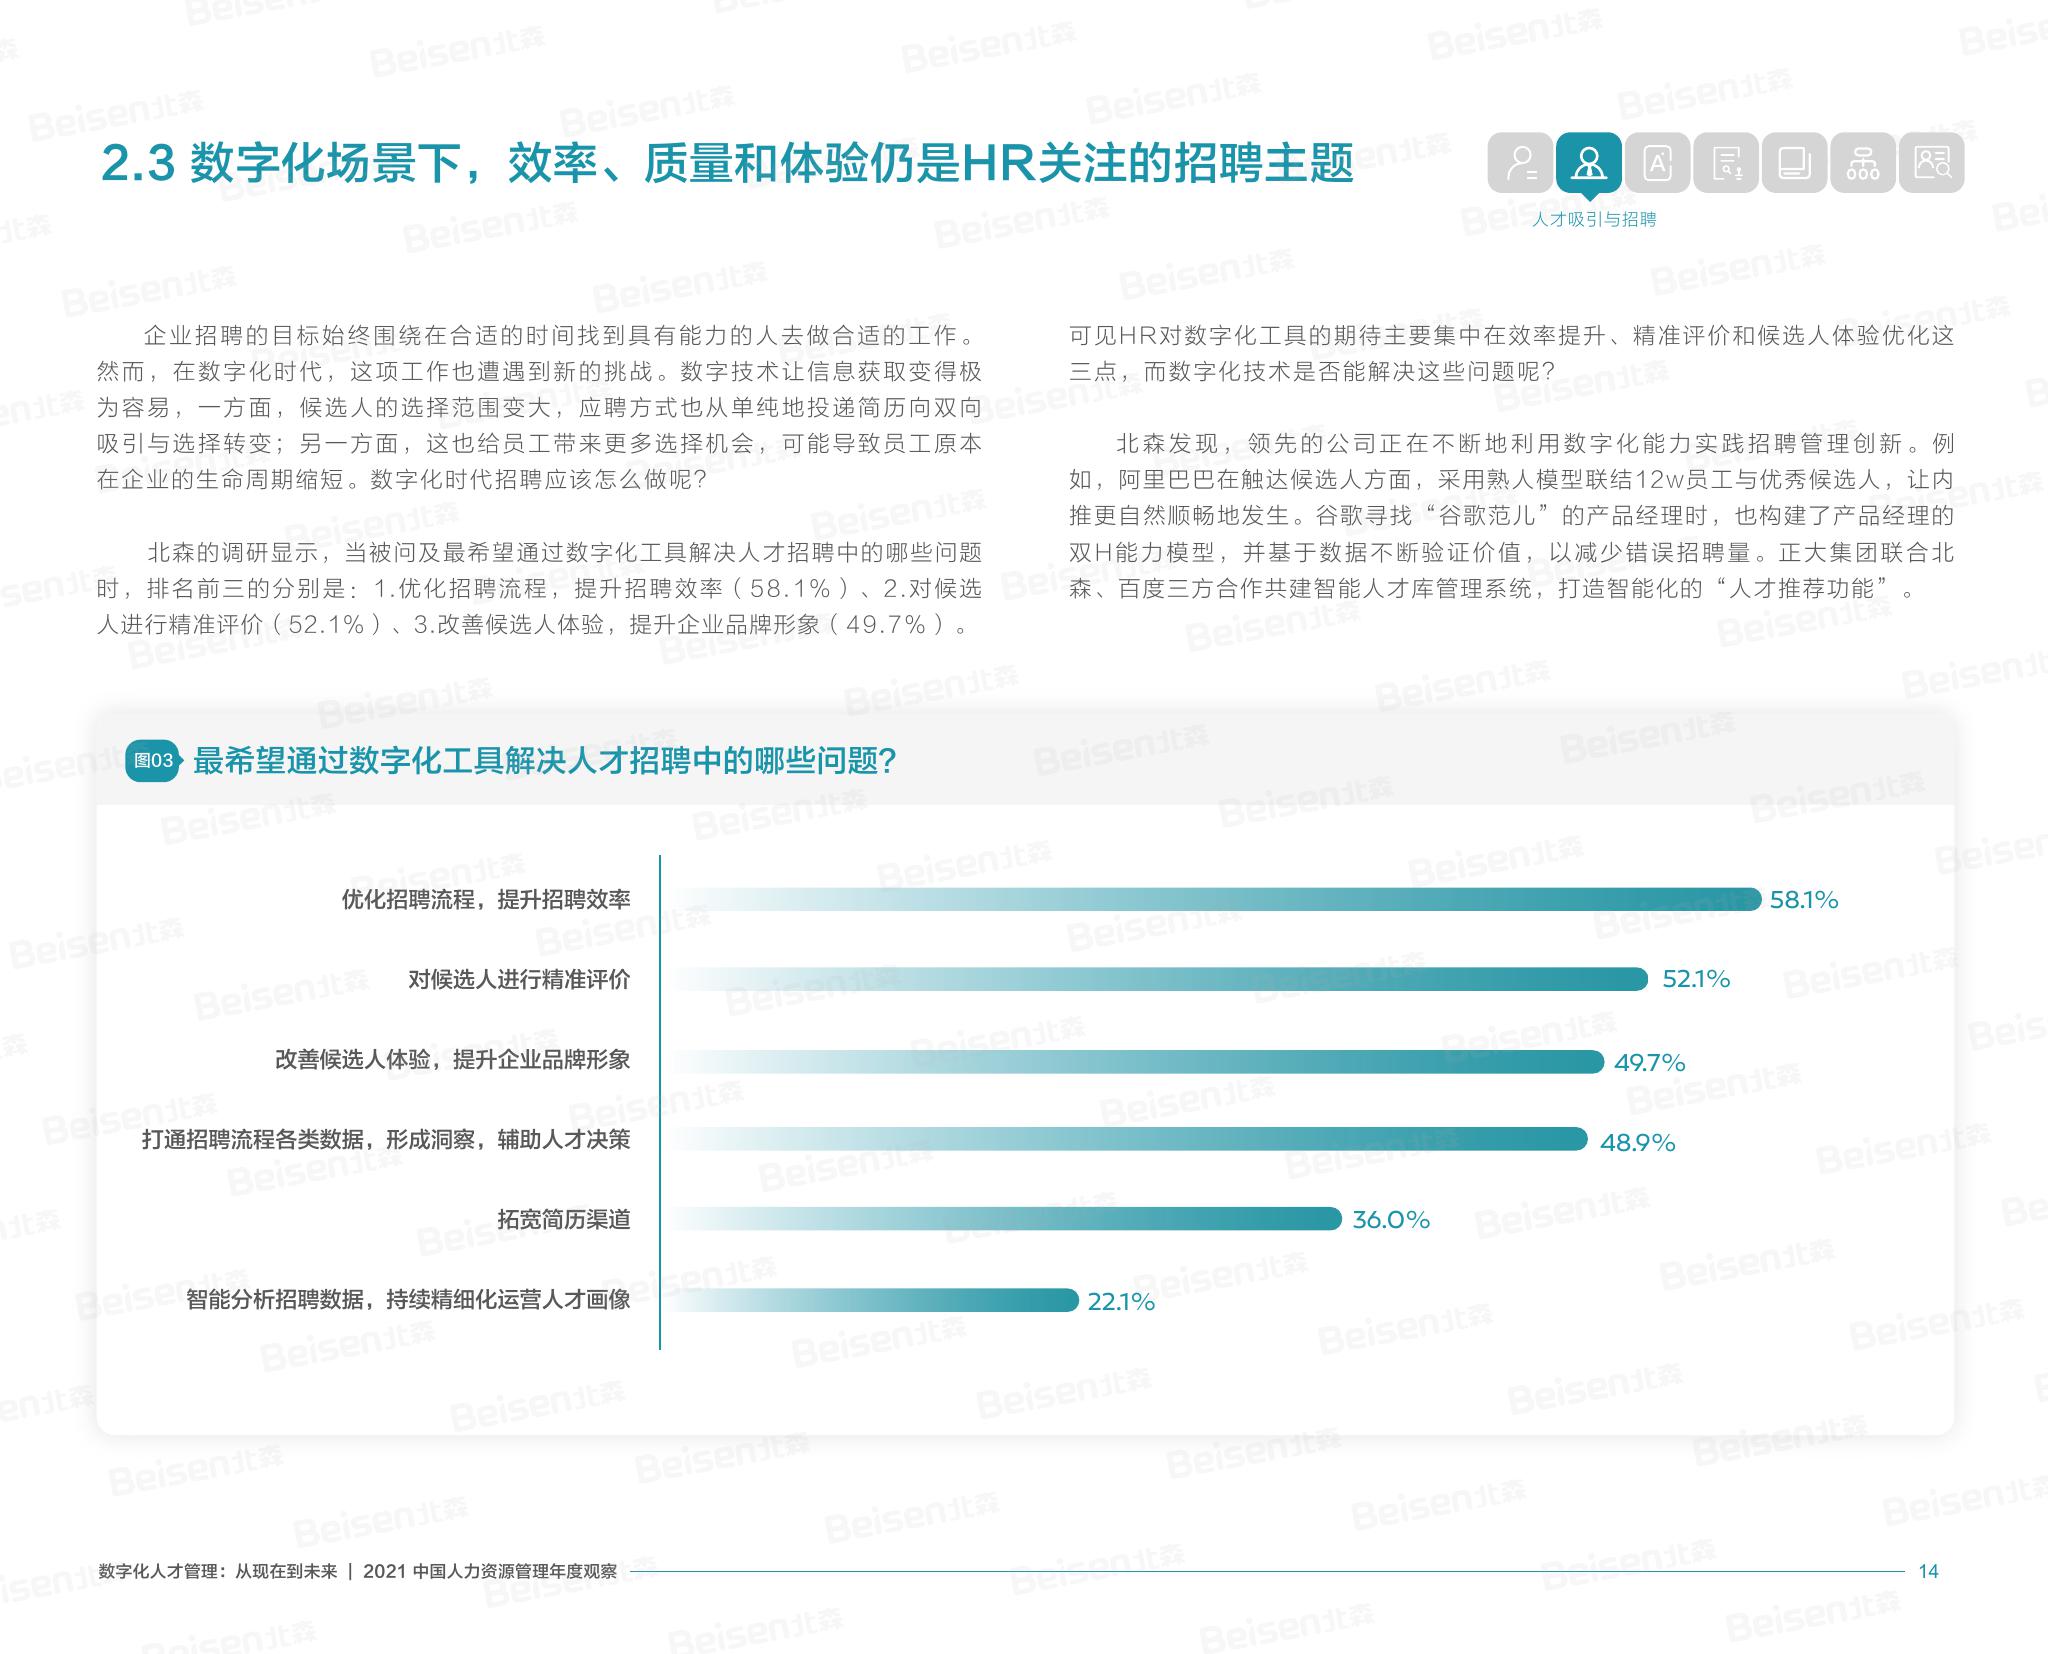 2.3 数字化场景下，效率、质量和体验仍是HR关注的招聘主题
人才吸引与招聘
企业招聘的目标始终围绕在合适的时间找到具有能力的人去做合适的工作。
然而，在数字化时代，这项工作也遭遇到新的挑战。数字技术让信息获取变得极
为容易，一方面，候选人的选择范围变大，应聘方式也从单纯地投递简历向双向
吸引与选择转变；另一方面，这也给员工带来更多选择机会，可能导致员工原本
在企业的生命周期缩短。数字化时代招聘应该怎么做呢？
北森的调研显示，当被问及最希望通过数字化工具解决人才招聘中的哪些问题
时，排名前三的分别是：1.优化招聘流程，提升招聘效率（58.1%）、2.对候选
人进行精准评价（52.1%）、3.改善候选人体验，提升企业品牌形象（49.7%）。
可见HR对数字化工具的期待主要集中在效率提升、精准评价和候选人体验优化这
三点，而数字化技术是否能解决这些问题呢？
北森发现，领先的公司正在不断地利用数字化能力实践招聘管理创新。例
如，阿里巴巴在触达候选人方面，采用熟人模型联结12w员工与优秀候选人，让内
推更自然顺畅地发生。谷歌寻找“谷歌范儿”的产品经理时，也构建了产品经理的
双H能力模型，并基于数据不断验证价值，以减少错误招聘量。正大集团联合北
森、百度三方合作共建智能人才库管理系统，打造智能化的“人才推荐功能”。
图03 最希望通过数字化工具解决人才招聘中的哪些问题？
优化招聘流程，提升招聘效率 58.1%
对候选人进行精准评价 52.1%
改善候选人体验，提升企业品牌形象 49.7%
打通招聘流程各类数据，形成洞察，辅助人才决策 48.9%
拓宽简历渠道 36.0%
智能分析招聘数据，持续精细化运营人才画像 22.1%
数字化人才管理：从现在到未来 | 2021 中国人力资源管理年度观察 14
Beisen北森